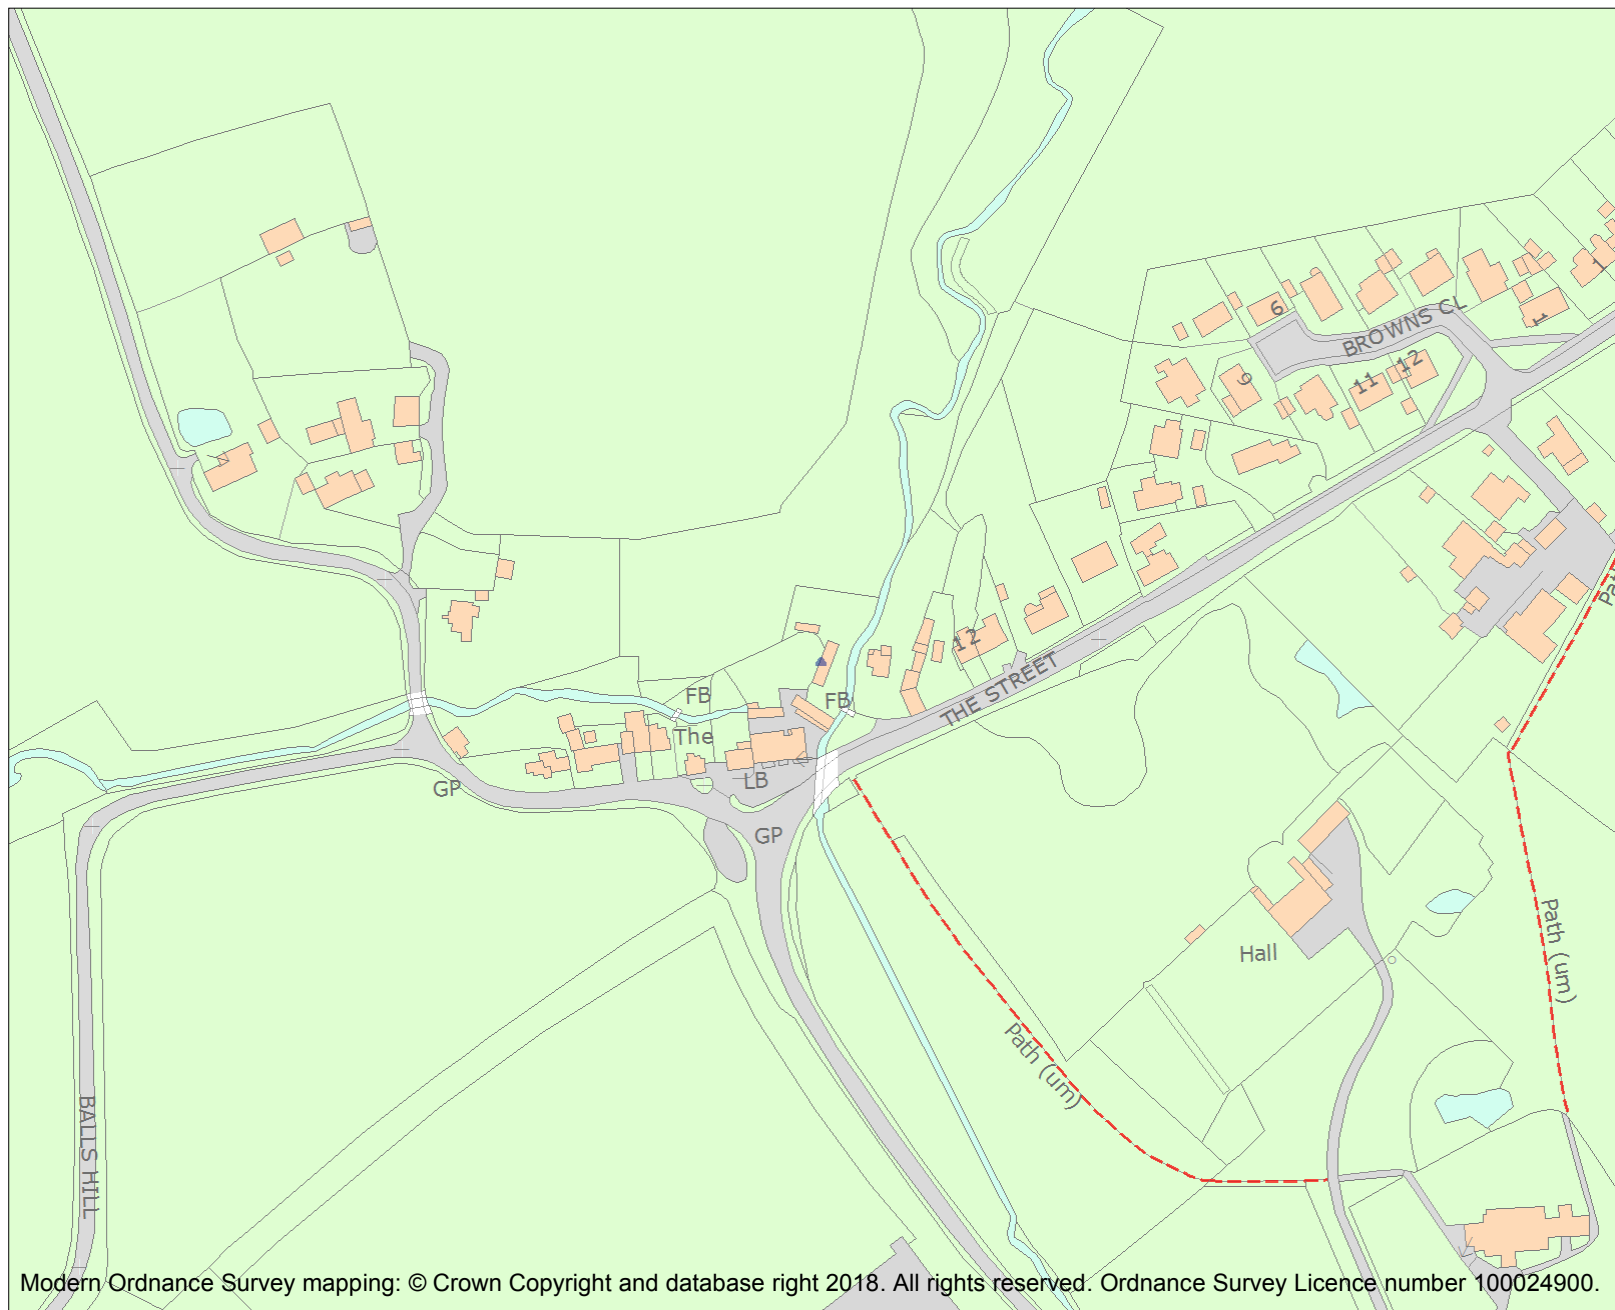 6
BROWNS CL
1
1
9
11
12
12
THE STREET
FB
FB
The
LB
GP
GP
Path (um)
Hall
Path (um)
BALLS HILL
Modern Ordnance Survey mapping: © Crown Copyright and database right 2018. All rights reserved. Ordnance Survey Licence number 100024900.